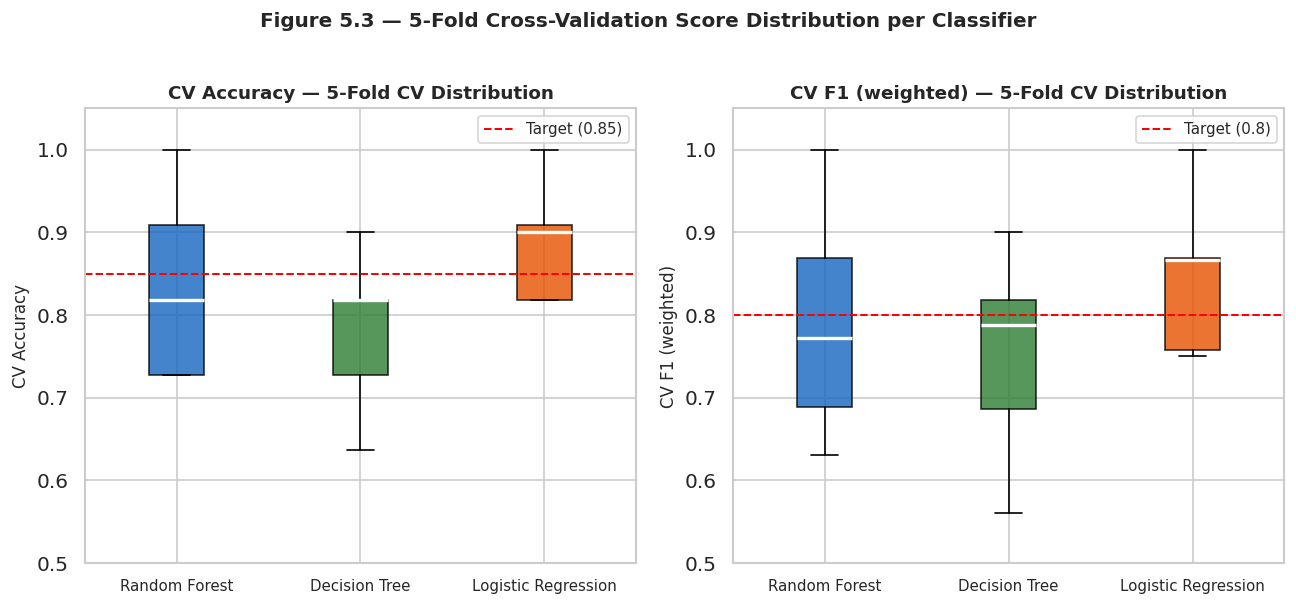 Figure 5.3 — 5-Fold Cross-Validation Score Distribution per Classifier
CV Accuracy — 5-Fold CV Distribution
Target (0.85)
CV Accuracy
1.0
0.9
0.8
0.7
0.6
0.5
Random Forest
Decision Tree
Logistic Regression
CV F1 (weighted) — 5-Fold CV Distribution
Target (0.8)
CV F1 (weighted)
1.0
0.9
0.8
0.7
0.6
0.5
Random Forest
Decision Tree
Logistic Regression